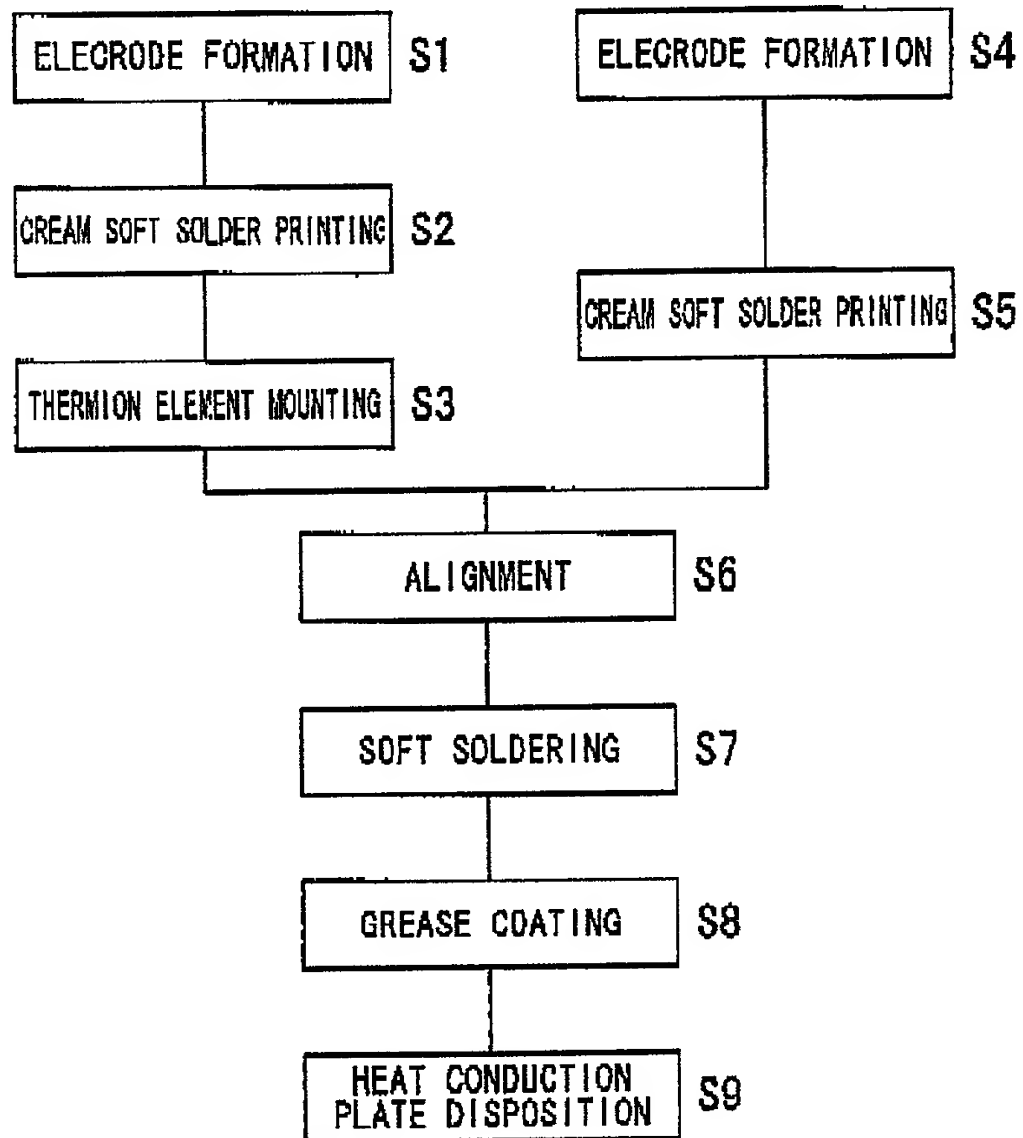 ELECRODE FORMATION S1
CREAM SOFT SOLDER PRINTING S2
THERMION ELEMENT MOUNTING S3
ELECRODE FORMATION S4
CREAM SOFT SOLDER PRINTING S5
ALIGNMENT S6
SOFT SOLDERING S7
GREASE COATING S8
HEAT CONDUCTION
PLATE DISPOSITION S9